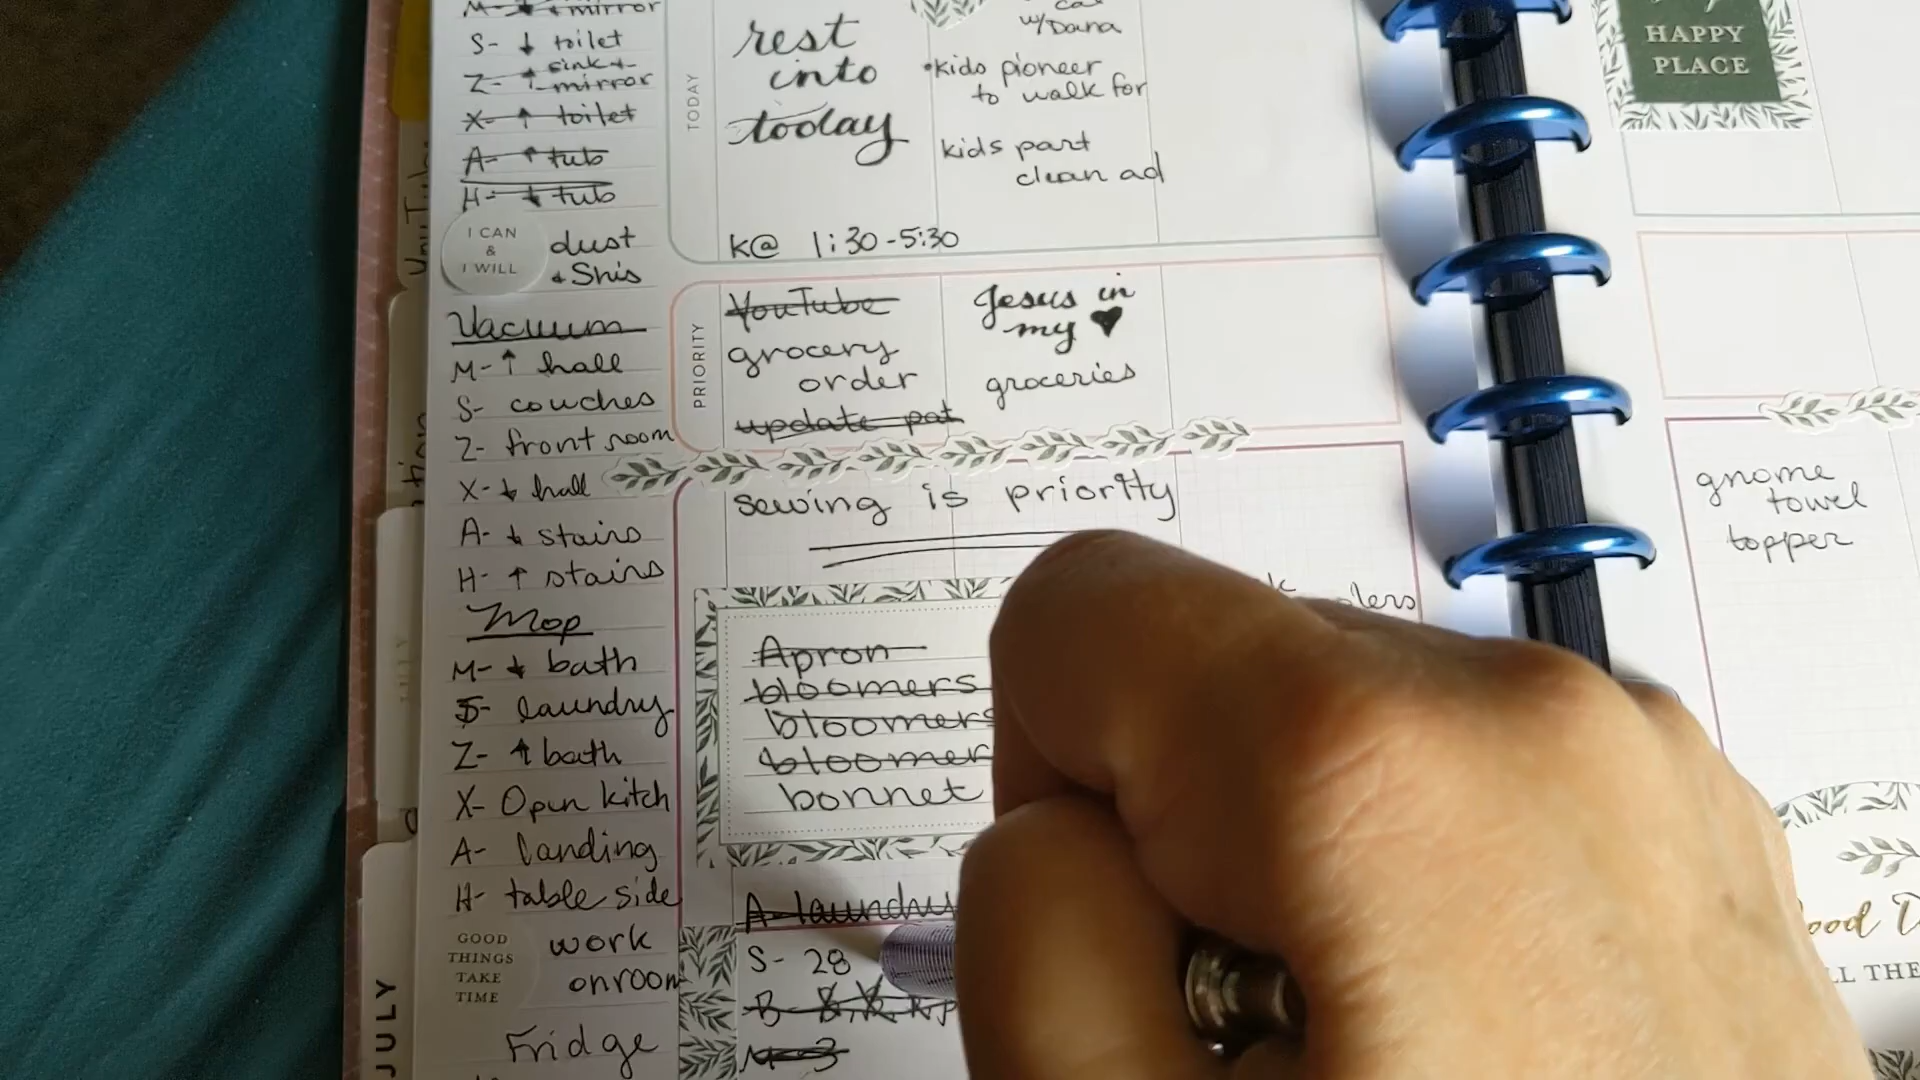 M- ↓ + mirror
S- ↓ toilet
Z- ↑ sink +
mirror
X- ↑ toilet
A- ↑ tub
H- ↓ tub
I CAN
&
I WILL
dust
+ Shis
Vacuum
M- ↑ hall
S- couches
Z- front room
X- ↓ hall
A- ↓ stairs
H- ↑ stairs
Mop
M- ↓ bath
S- laundry
Z- ↑ bath
X- Open kitch
A- landing
H- table side
GOOD
THINGS
TAKE
TIME
work
on room
Fridge
JULY
TODAY
rest
into
today
w/Dana
•kids pioneer
to walk for
kids part
clean ad
K@ 1:30-5:30
PRIORITY
YouTube
grocery
order
update pat
Jesus in
my ♥
groceries
sewing is priority
Apron
bloomers
bloomers
bloomer
bonnet
A- laundry
S- 28
M- 3
HAPPY
PLACE
gnome
towel
topper